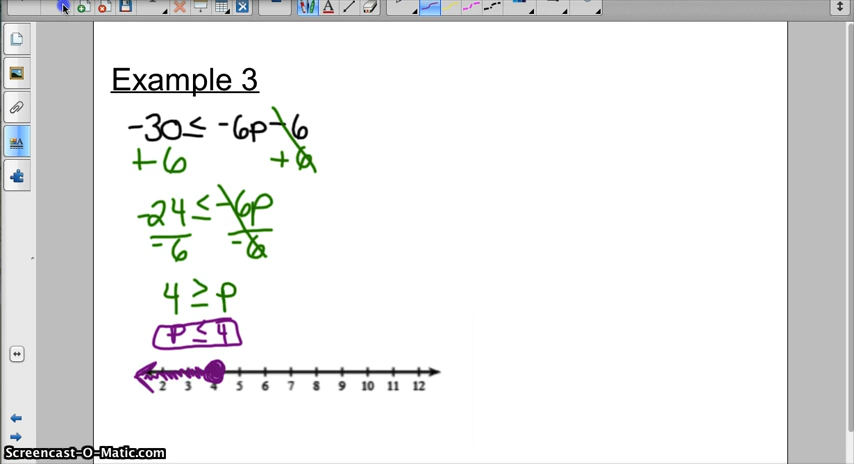 Example 3
-30 ≤ -6p - 6
+6 +6
-24 ≤ -6p
-6 -6
4 ≥ p
p ≤ 4
2 3 4 5 6 7 8 9 10 11 12
Screencast-O-Matic.com